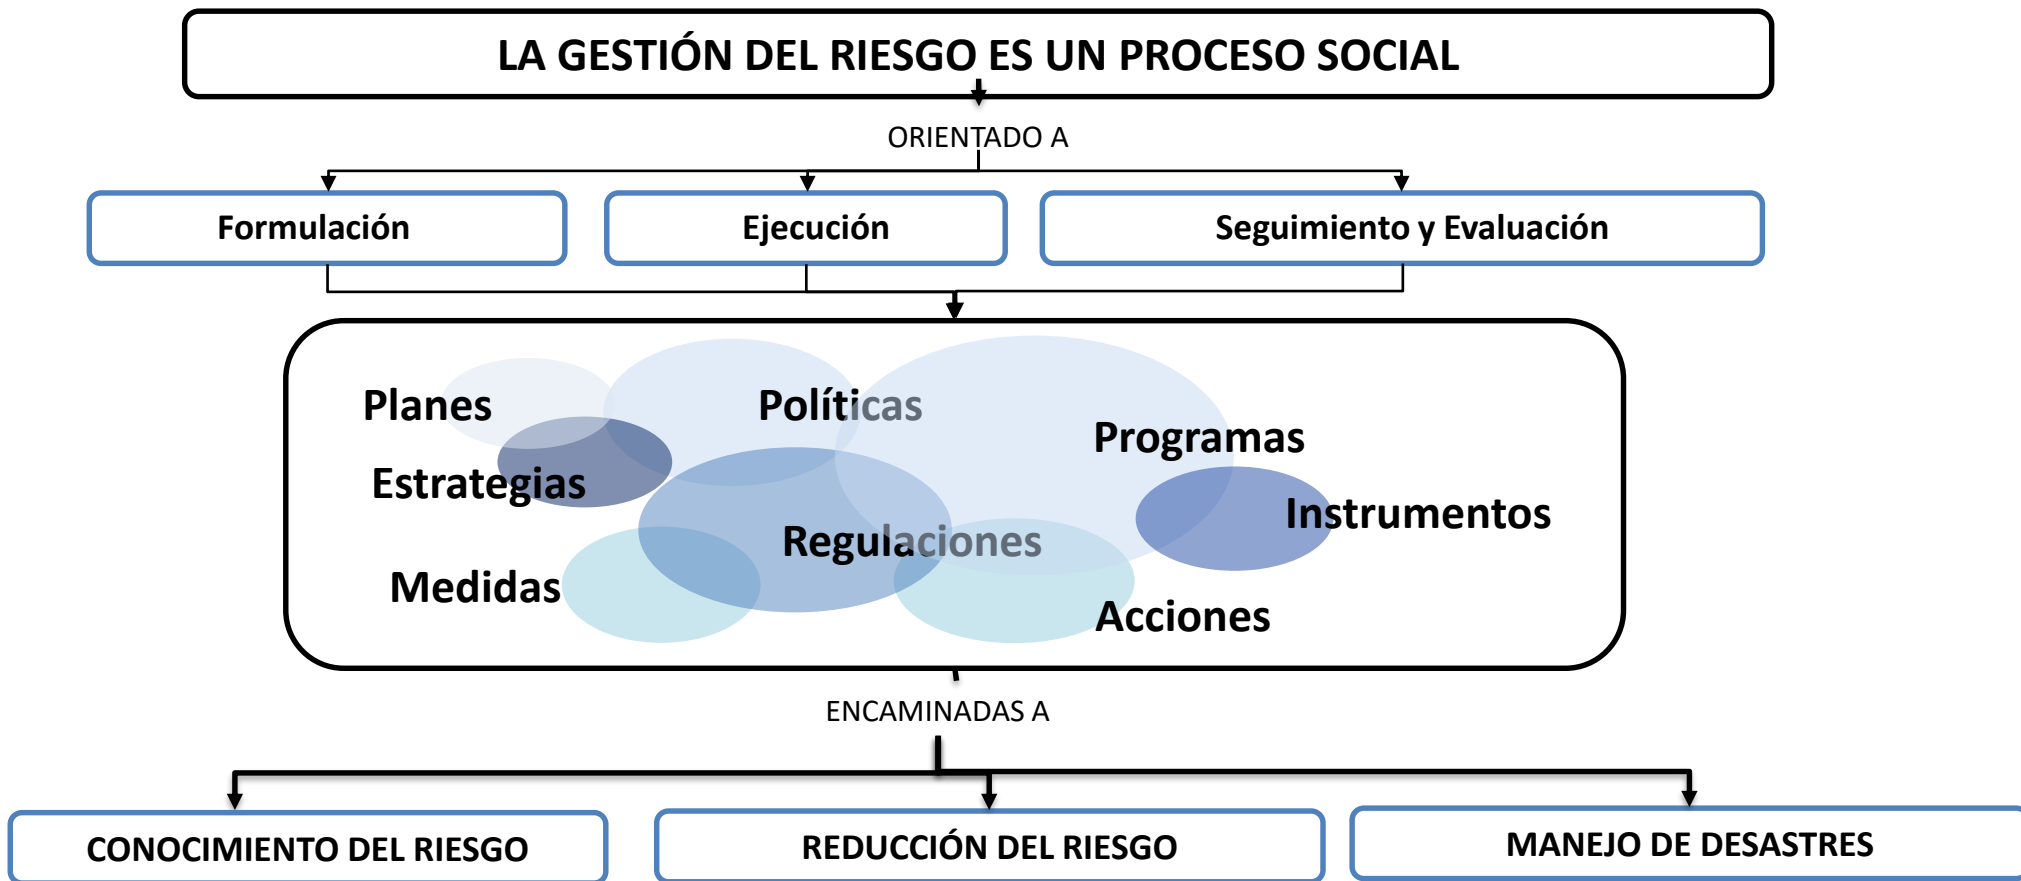 LA GESTIÓN DEL RIESGO ES UN PROCESO SOCIAL
ORIENTADO A
Formulación
Ejecución
Seguimiento y Evaluación
Planes
Políticas
Programas
Estrategias
Instrumentos
Regulaciones
Medidas
Acciones
ENCAMINADAS A
CONOCIMIENTO DEL RIESGO
REDUCCIÓN DEL RIESGO
MANEJO DE DESASTRES